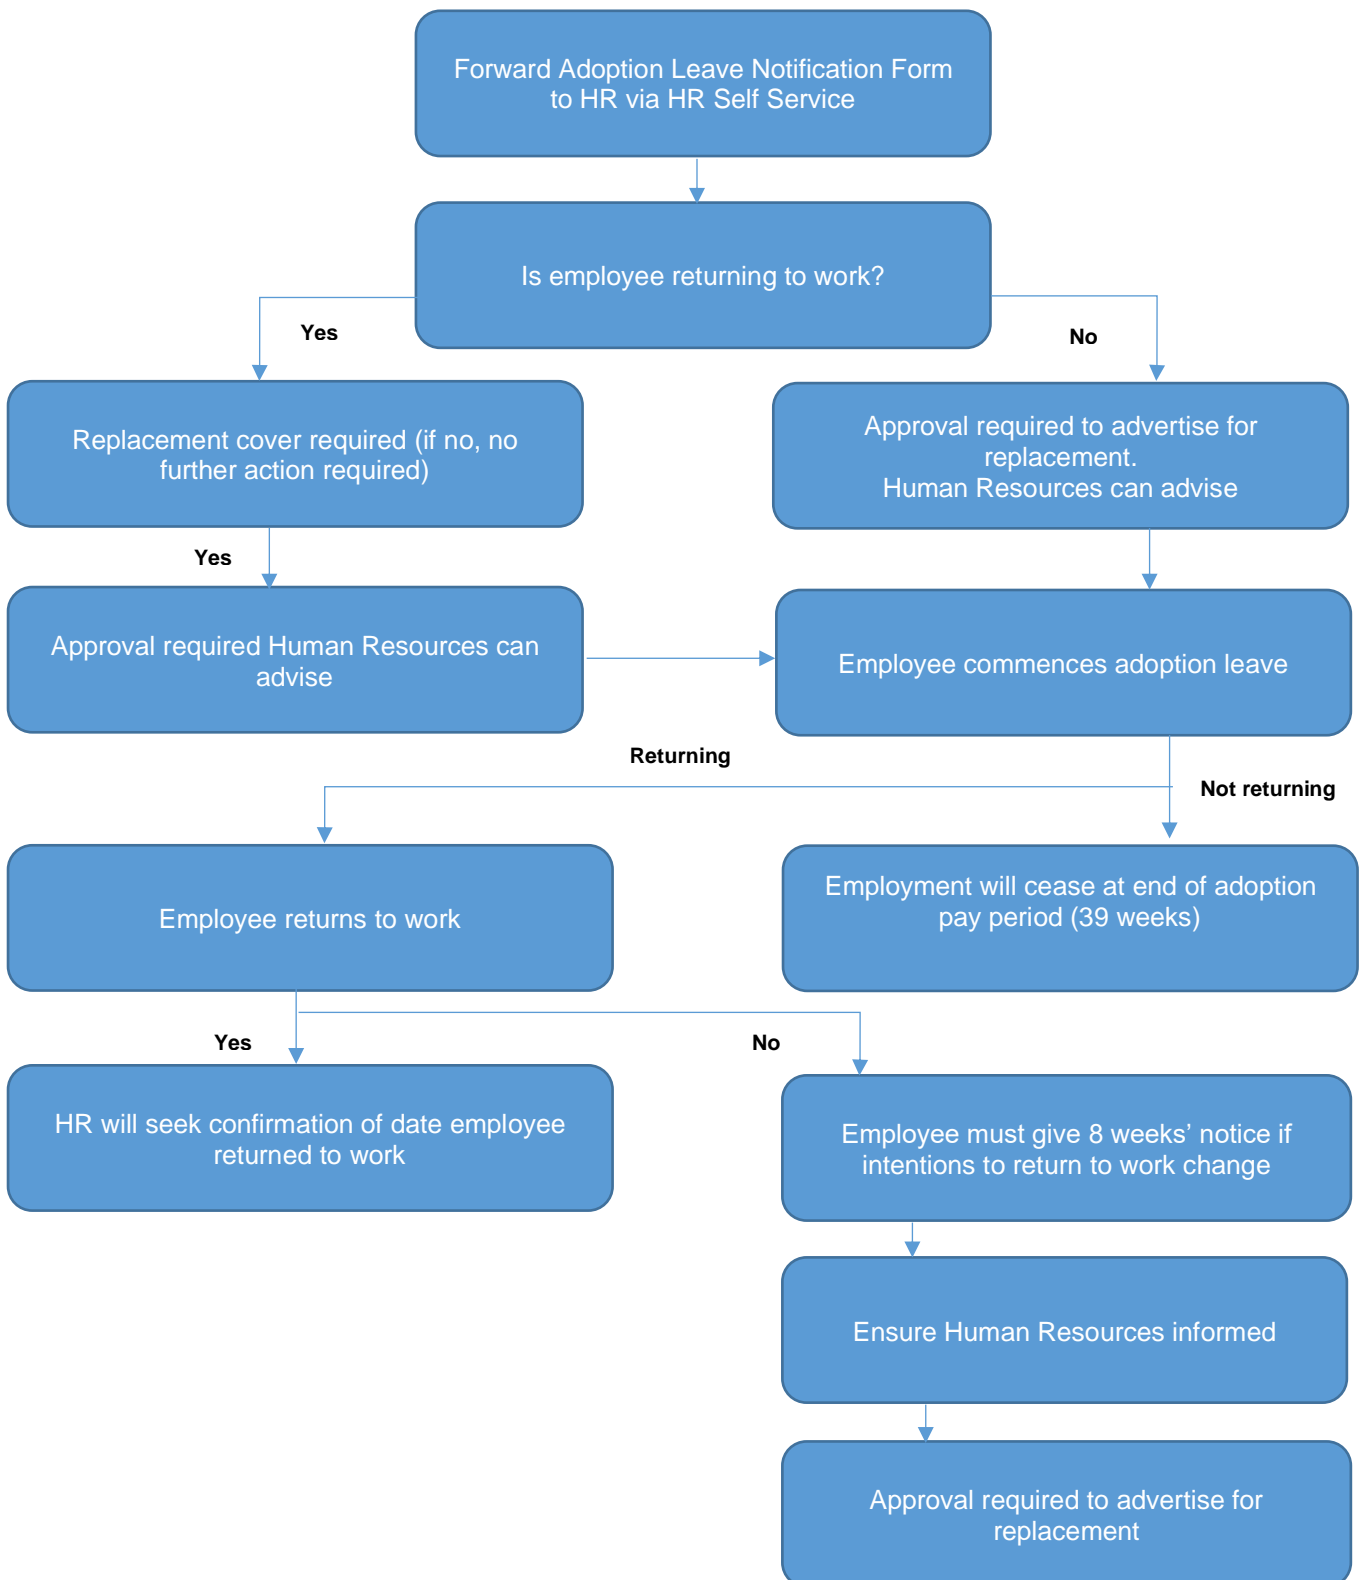 Forward Adoption Leave Notification Form
to HR via HR Self Service
Is employee returning to work?
Yes
No
Replacement cover required (if no, no
further action required)
Approval required to advertise for
replacement.
Human Resources can advise
Yes
Approval required Human Resources can
advise
Employee commences adoption leave
Returning
Not returning
Employee returns to work
Employment will cease at end of adoption
pay period (39 weeks)
Yes
No
HR will seek confirmation of date employee
returned to work
Employee must give 8 weeks’ notice if
intentions to return to work change
Ensure Human Resources informed
Approval required to advertise for
replacement